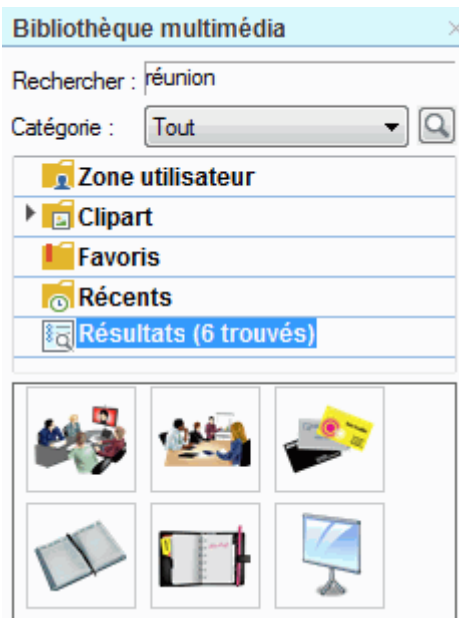 Bibliothèque multimédia
Rechercher : réunion
Catégorie : Tout
Zone utilisateur
Clipart
Favoris
Récents
Résultats (6 trouvés)